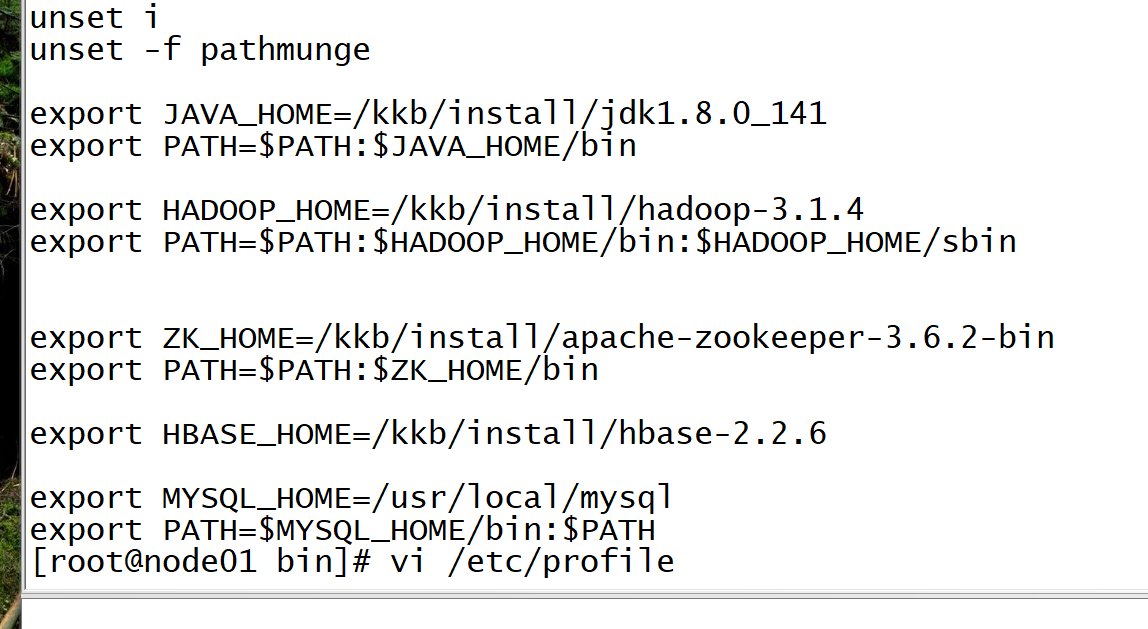 unset i
unset -f pathmunge
export JAVA_HOME=/kkb/install/jdk1.8.0_141
export PATH=$PATH:$JAVA_HOME/bin
export HADOOP_HOME=/kkb/install/hadoop-3.1.4
export PATH=$PATH:$HADOOP_HOME/bin:$HADOOP_HOME/sbin
export ZK_HOME=/kkb/install/apache-zookeeper-3.6.2-bin
export PATH=$PATH:$ZK_HOME/bin
export HBASE_HOME=/kkb/install/hbase-2.2.6
export MYSQL_HOME=/usr/local/mysql
export PATH=$MYSQL_HOME/bin:$PATH
[root@node01 bin]# vi /etc/profile